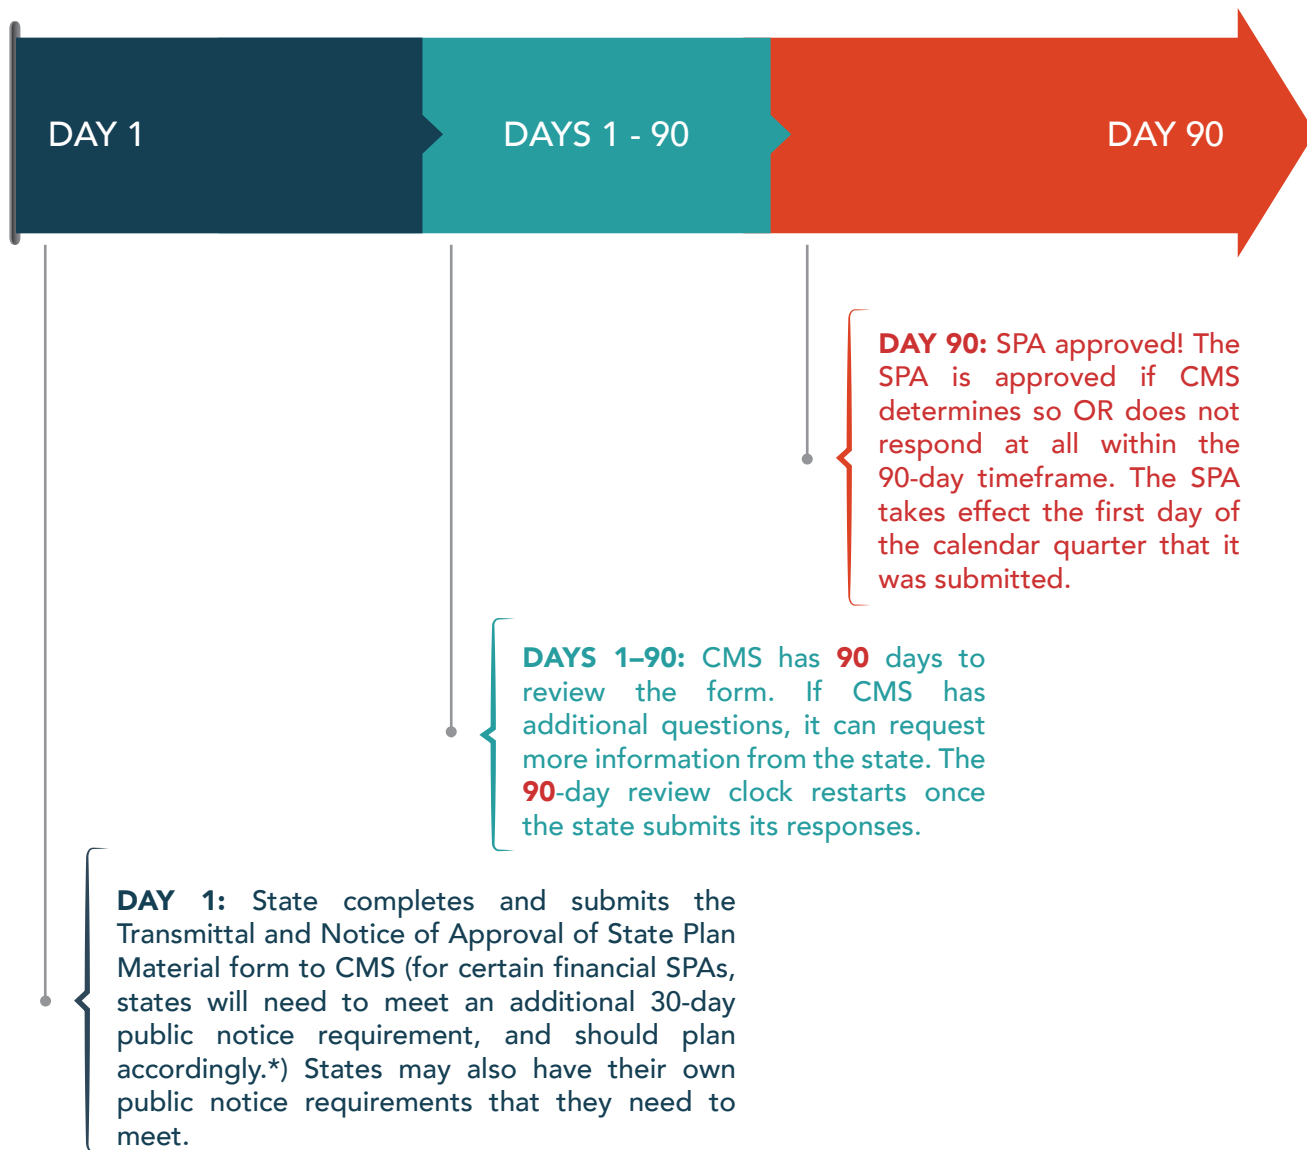 DAY 1
DAYS 1 - 90
DAY 90
DAY 90: SPA approved! The
SPA is approved if CMS
determines so OR does not
respond at all within the
90-day timeframe. The SPA
takes effect the first day of
the calendar quarter that it
was submitted.
DAYS 1–90: CMS has 90 days to
review the form. If CMS has
additional questions, it can request
more information from the state. The
90-day review clock restarts once
the state submits its responses.
DAY 1: State completes and submits the
Transmittal and Notice of Approval of State Plan
Material form to CMS (for certain financial SPAs,
states will need to meet an additional 30-day
public notice requirement, and should plan
accordingly.*) States may also have their own
public notice requirements that they need to
meet.